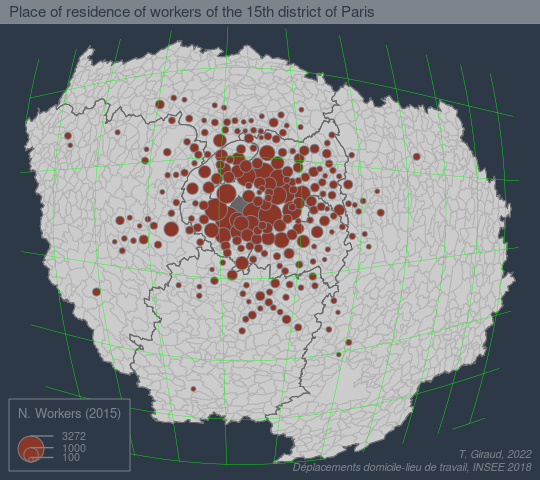 Place of residence of workers of the 15th district of Paris
N. Workers (2015)
3272
1000
100
T. Giraud, 2022
Déplacements domicile-lieu de travail, INSEE 2018